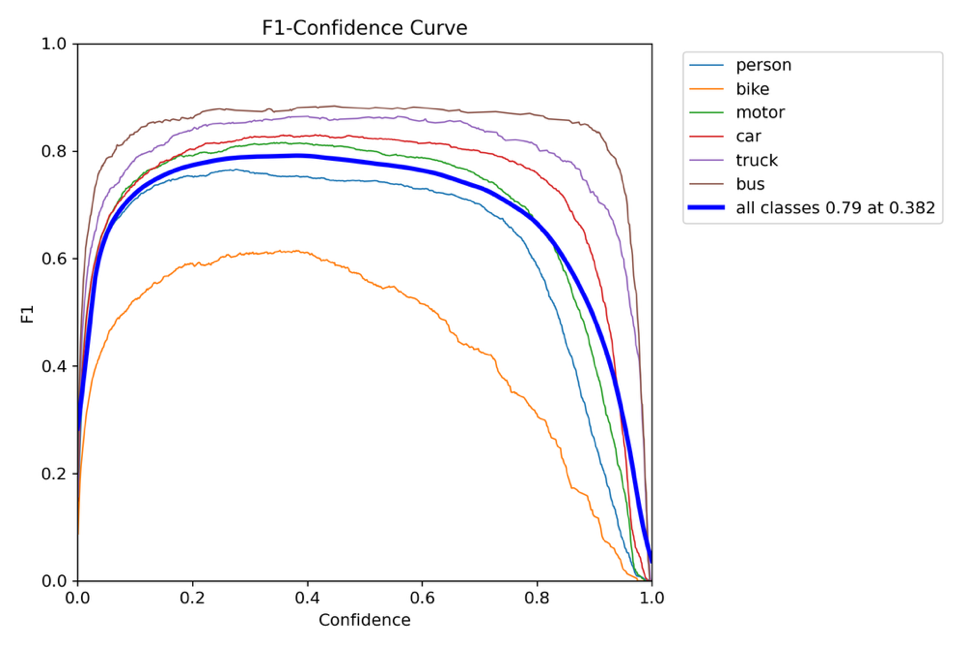 F1-Confidence Curve
1.0
0.8
0.6
0.4
0.2
0.0
F1
0.0 0.2 0.4 0.6 0.8 1.0
Confidence
person
bike
motor
car
truck
bus
all classes 0.79 at 0.382